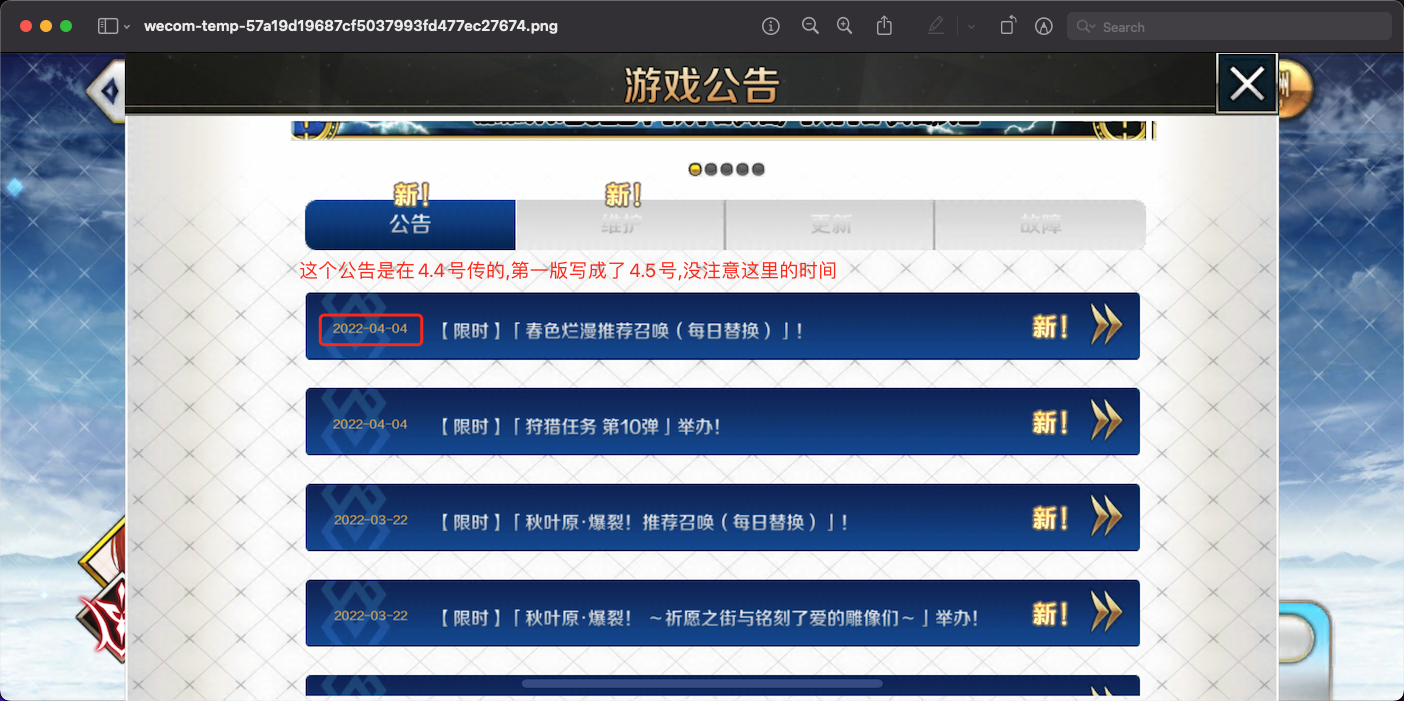 wecom-temp-57a19d19687cf5037993fd477ec27674.png
Search
游戏公告
州
新!
新!
公告
维护
更新
故障
这个公告是在4.4号传的,第一版写成了4.5号,没注意这里的时间
2022-04-04 【限时】「春色烂漫推荐召唤（每日替换）」! 新!
2022-04-04 【限时】「狩猎任务 第10弹」举办! 新!
2022-03-22 【限时】「秋叶原·爆裂! 推荐召唤（每日替换）」! 新!
2022-03-22 【限时】「秋叶原·爆裂! ～祈愿之街与铭刻了爱的雕像们～」举办! 新!